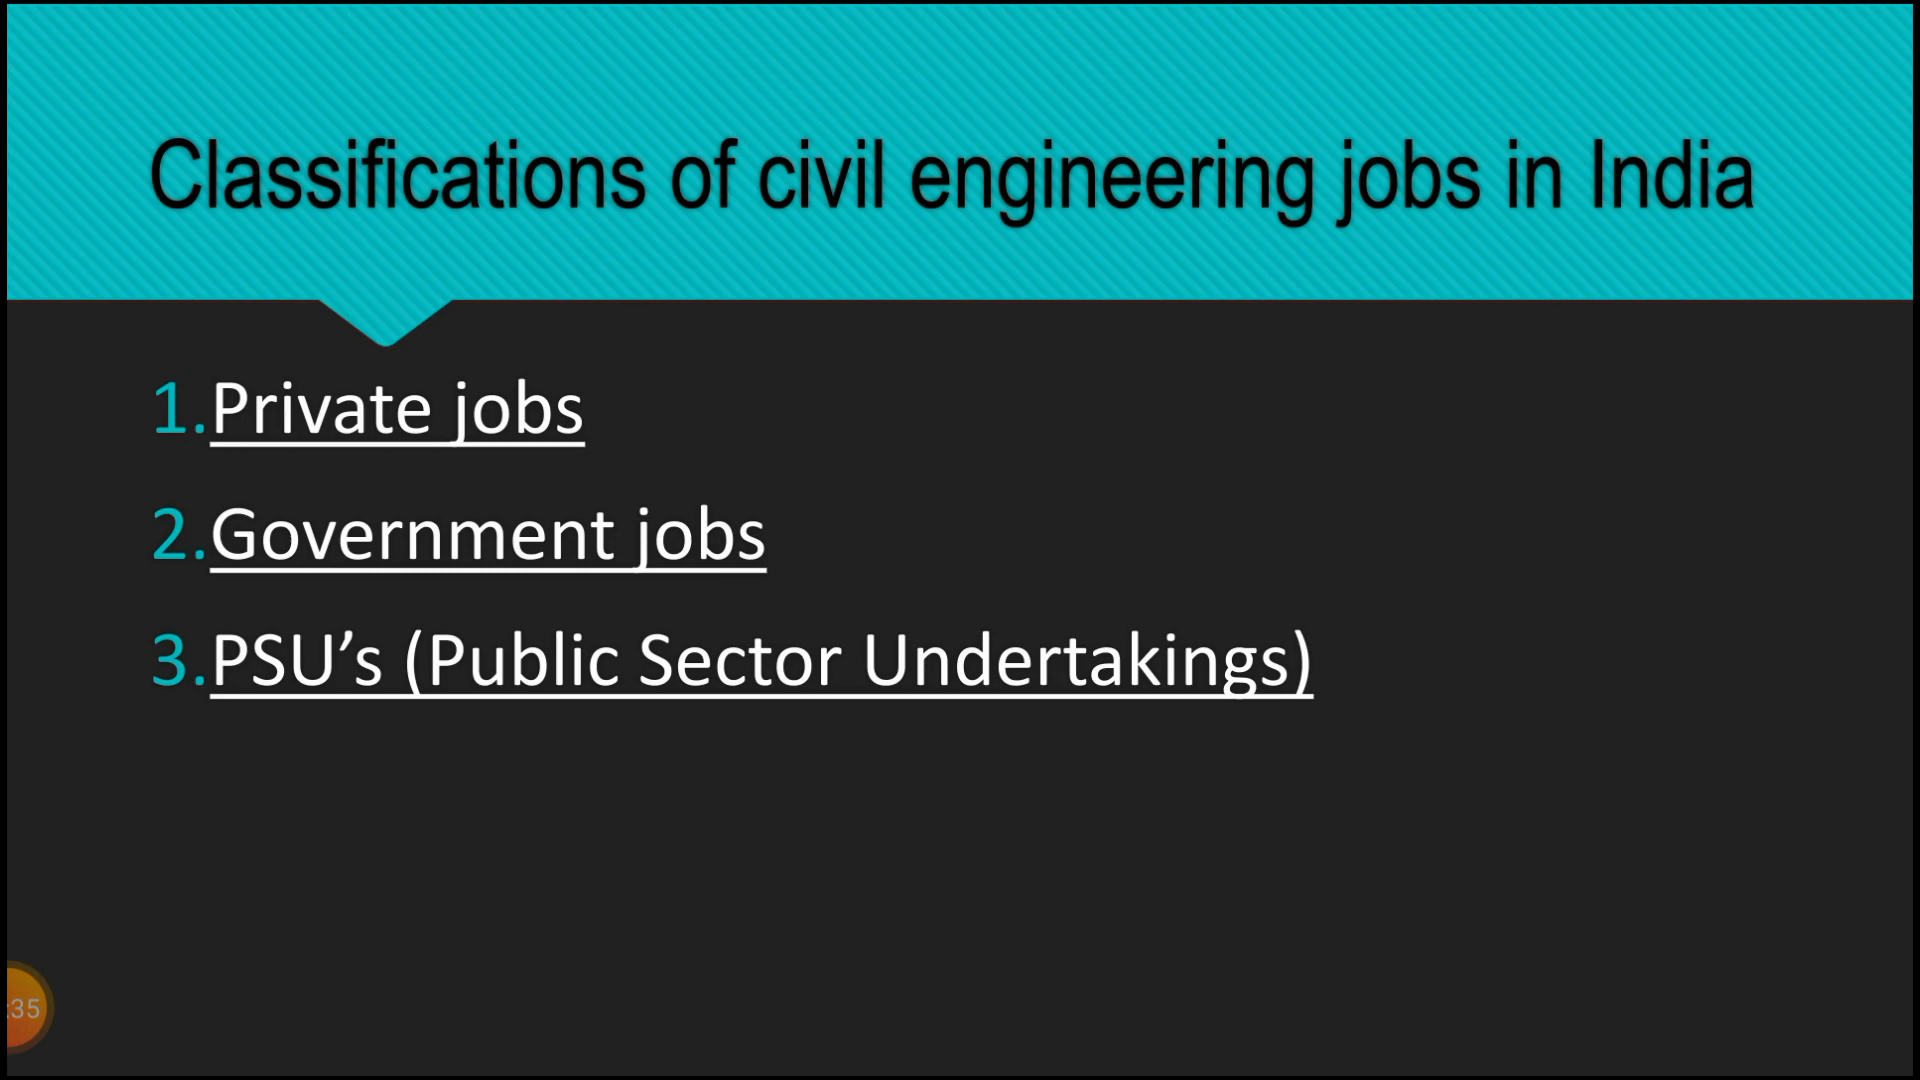 Classifications of civil engineering jobs in India
1.Private jobs
2.Government jobs
3.PSU’s (Public Sector Undertakings)
:35